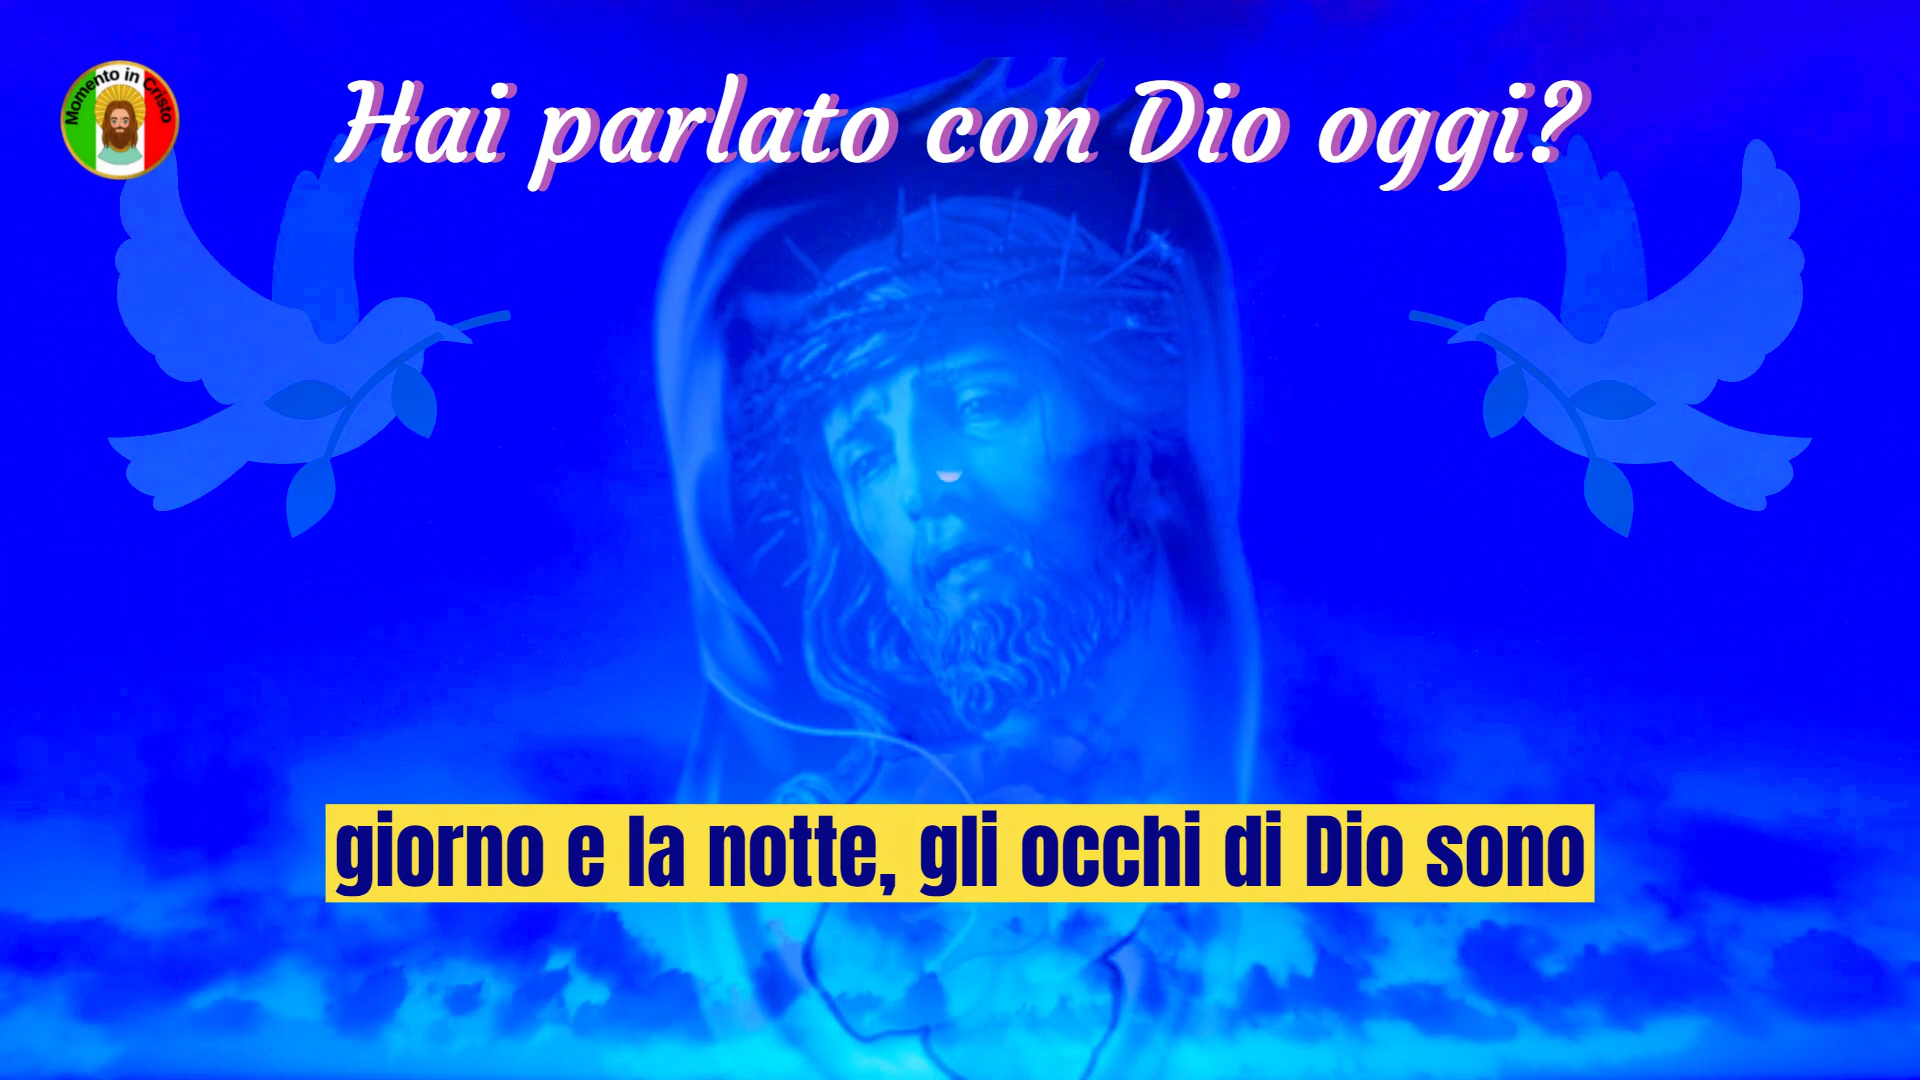 Momento in Cristo
Hai parlato con Dio oggi?
giorno e la notte, gli occhi di Dio sono